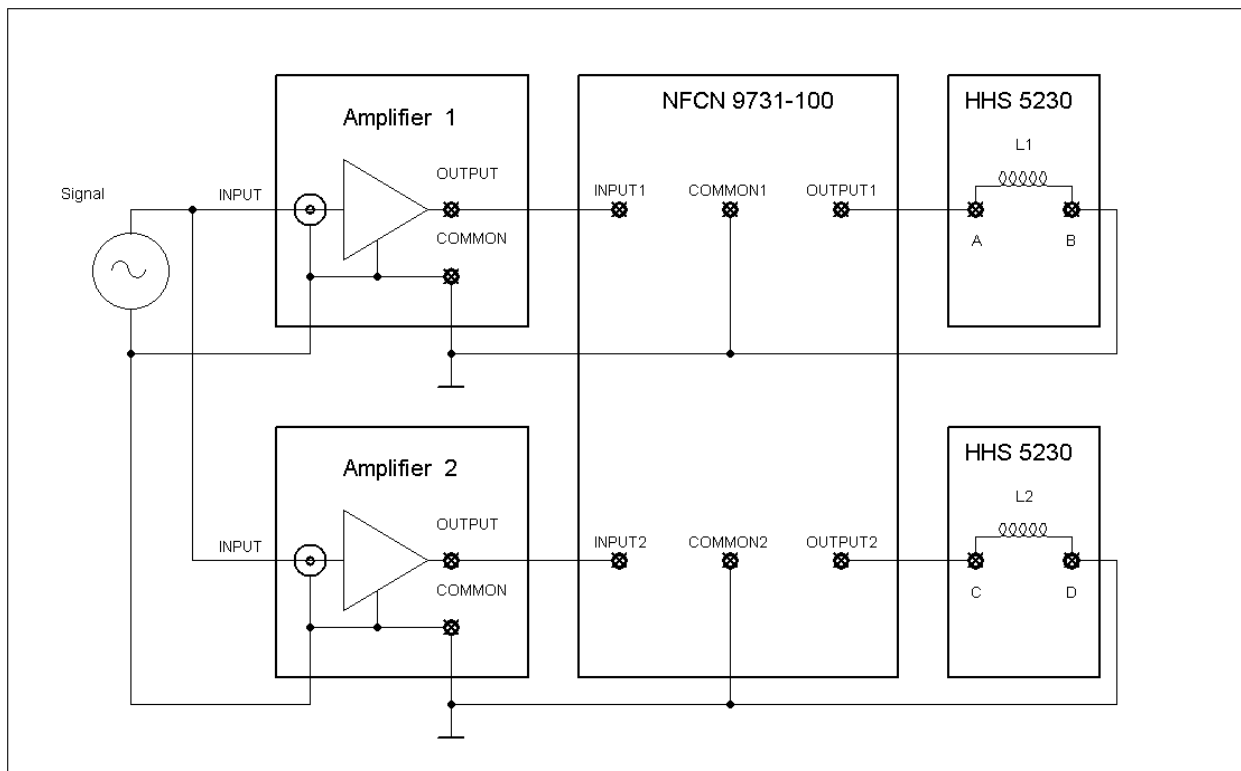 Amplifier 1
NFCN 9731-100
HHS 5230
L1
OUTPUT
Signal
INPUT
INPUT1
COMMON1
OUTPUT1
COMMON
A
B
Amplifier 2
HHS 5230
L2
OUTPUT
INPUT
INPUT2
COMMON2
OUTPUT2
COMMON
C
D